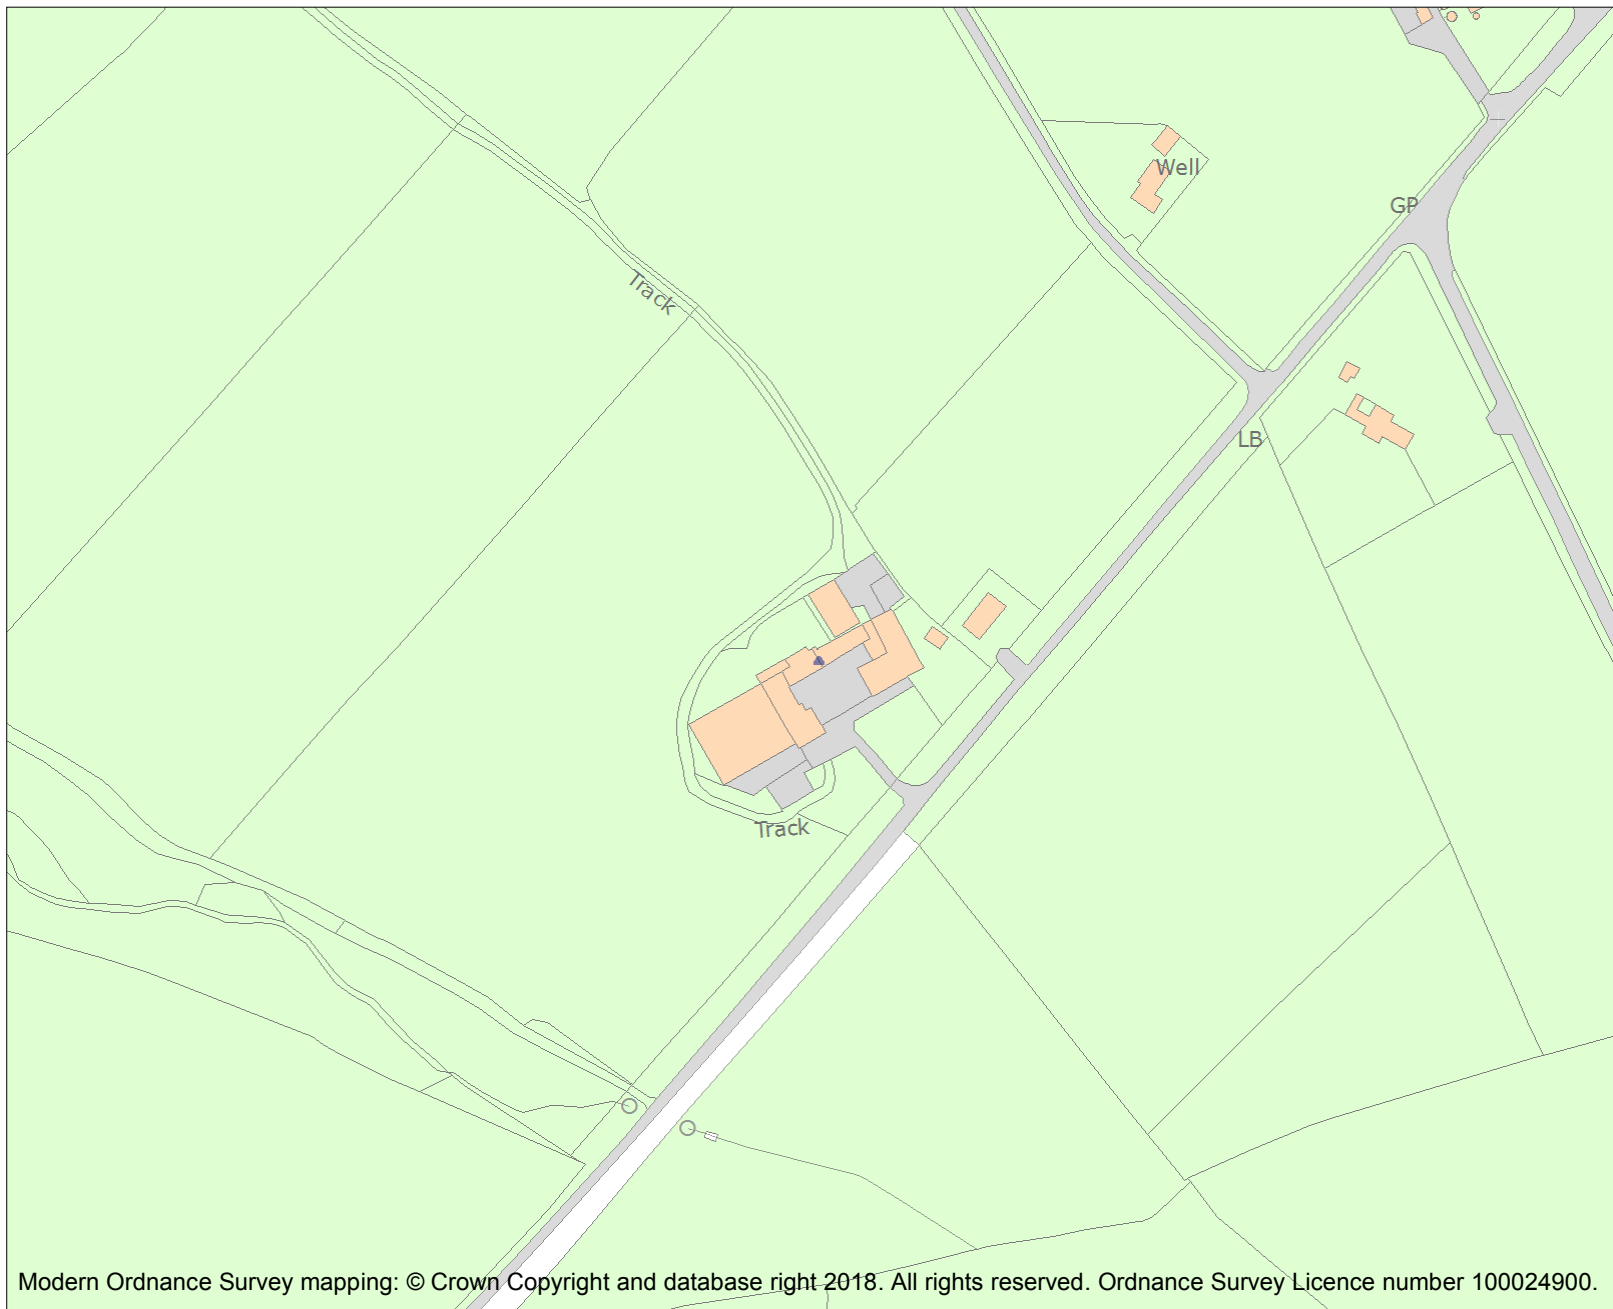 Well
GP
Track
LB
Track
Modern Ordnance Survey mapping: © Crown Copyright and database right 2018. All rights reserved. Ordnance Survey Licence number 100024900.